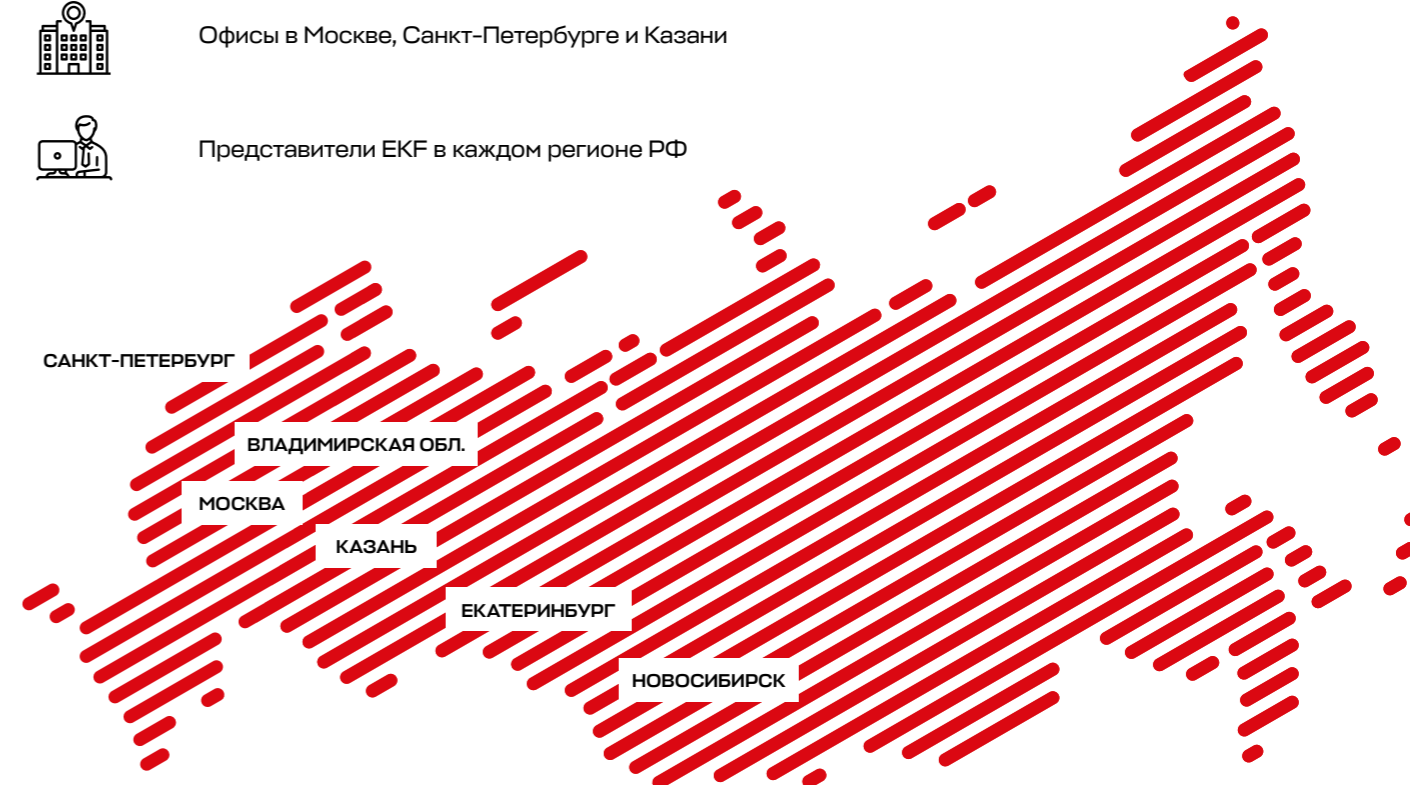 Офисы в Москве, Санкт-Петербурге и Казани
Представители EKF в каждом регионе РФ
САНКТ-ПЕТЕРБУРГ
ВЛАДИМИРСКАЯ ОБЛ.
МОСКВА
КАЗАНЬ
ЕКАТЕРИНБУРГ
НОВОСИБИРСК